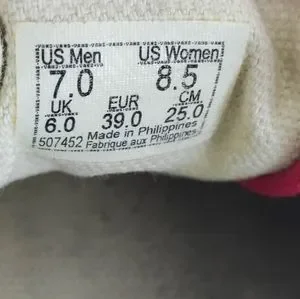 US Men US Women
7.0 8.5
UK EUR CM
6.0 39.0 25.0
Made in Philippines
507452 Fabrique aux Philippines